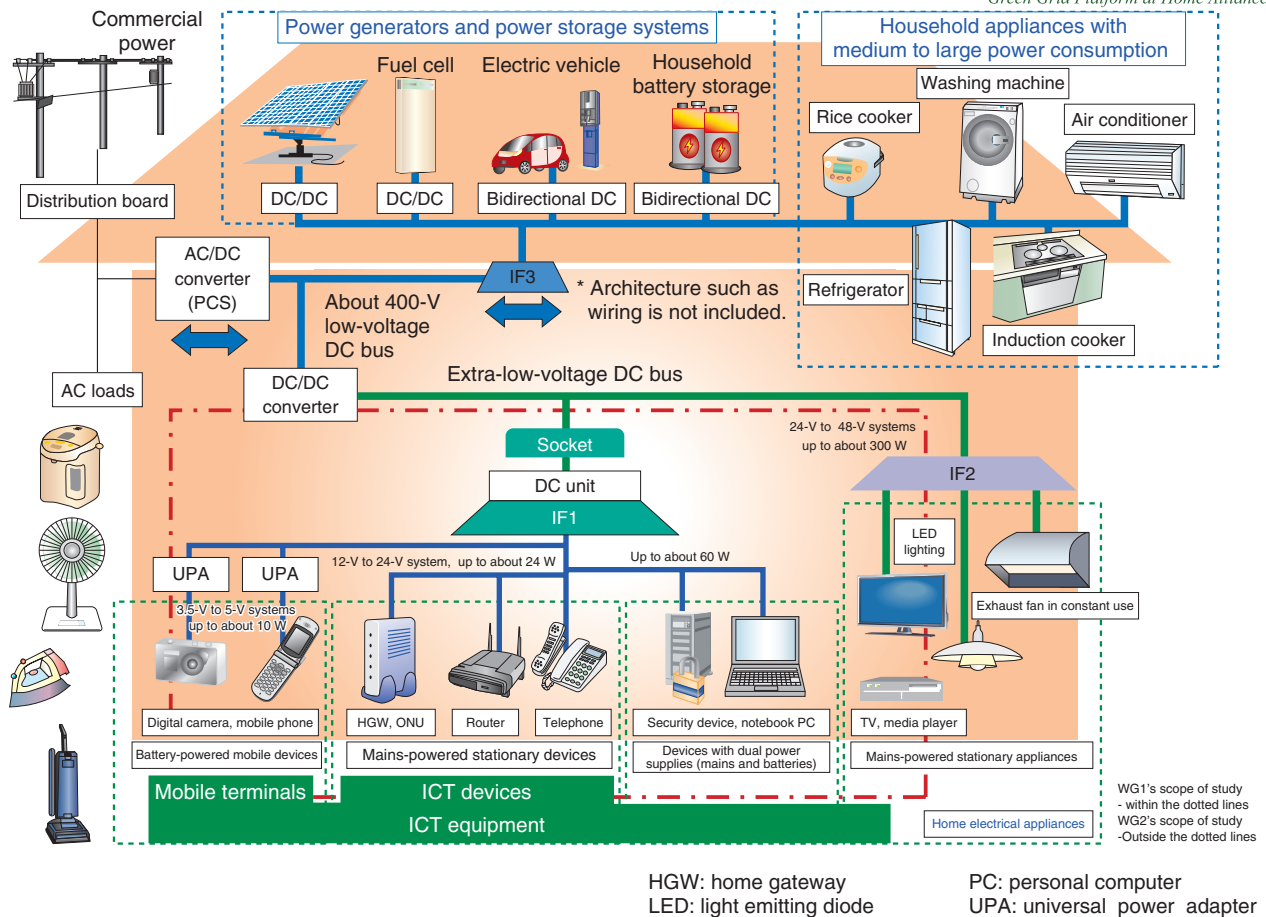 Green Grid Platform at Home Alliance
Commercial
power
Power generators and power storage systems
Household appliances with
medium to large power consumption
Fuel cell
Electric vehicle
Household
battery storage
Washing machine
Rice cooker
Air conditioner
Distribution board
DC/DC
DC/DC
Bidirectional DC
Bidirectional DC
AC/DC
converter
(PCS)
IF3
About 400-V
low-voltage
DC bus
* Architecture such as
wiring is not included.
Refrigerator
Induction cooker
AC loads
DC/DC
converter
Extra-low-voltage DC bus
Socket
24-V to 48-V systems
up to about 300 W
DC unit
IF2
IF1
LED
lighting
UPA
UPA
12-V to 24-V system, up to about 24 W
Up to about 60 W
3.5-V to 5-V systems
up to about 10 W
Exhaust fan in constant use
Digital camera, mobile phone
HGW, ONU
Router
Telephone
Security device, notebook PC
TV, media player
Battery-powered mobile devices
Mains-powered stationary devices
Devices with dual power
supplies (mains and batteries)
Mains-powered stationary appliances
Mobile terminals
ICT devices
ICT equipment
Home electrical appliances
WG1's scope of study
- within the dotted lines
WG2's scope of study
-Outside the dotted lines
HGW: home gateway
LED: light emitting diode
PC: personal computer
UPA: universal power adapter